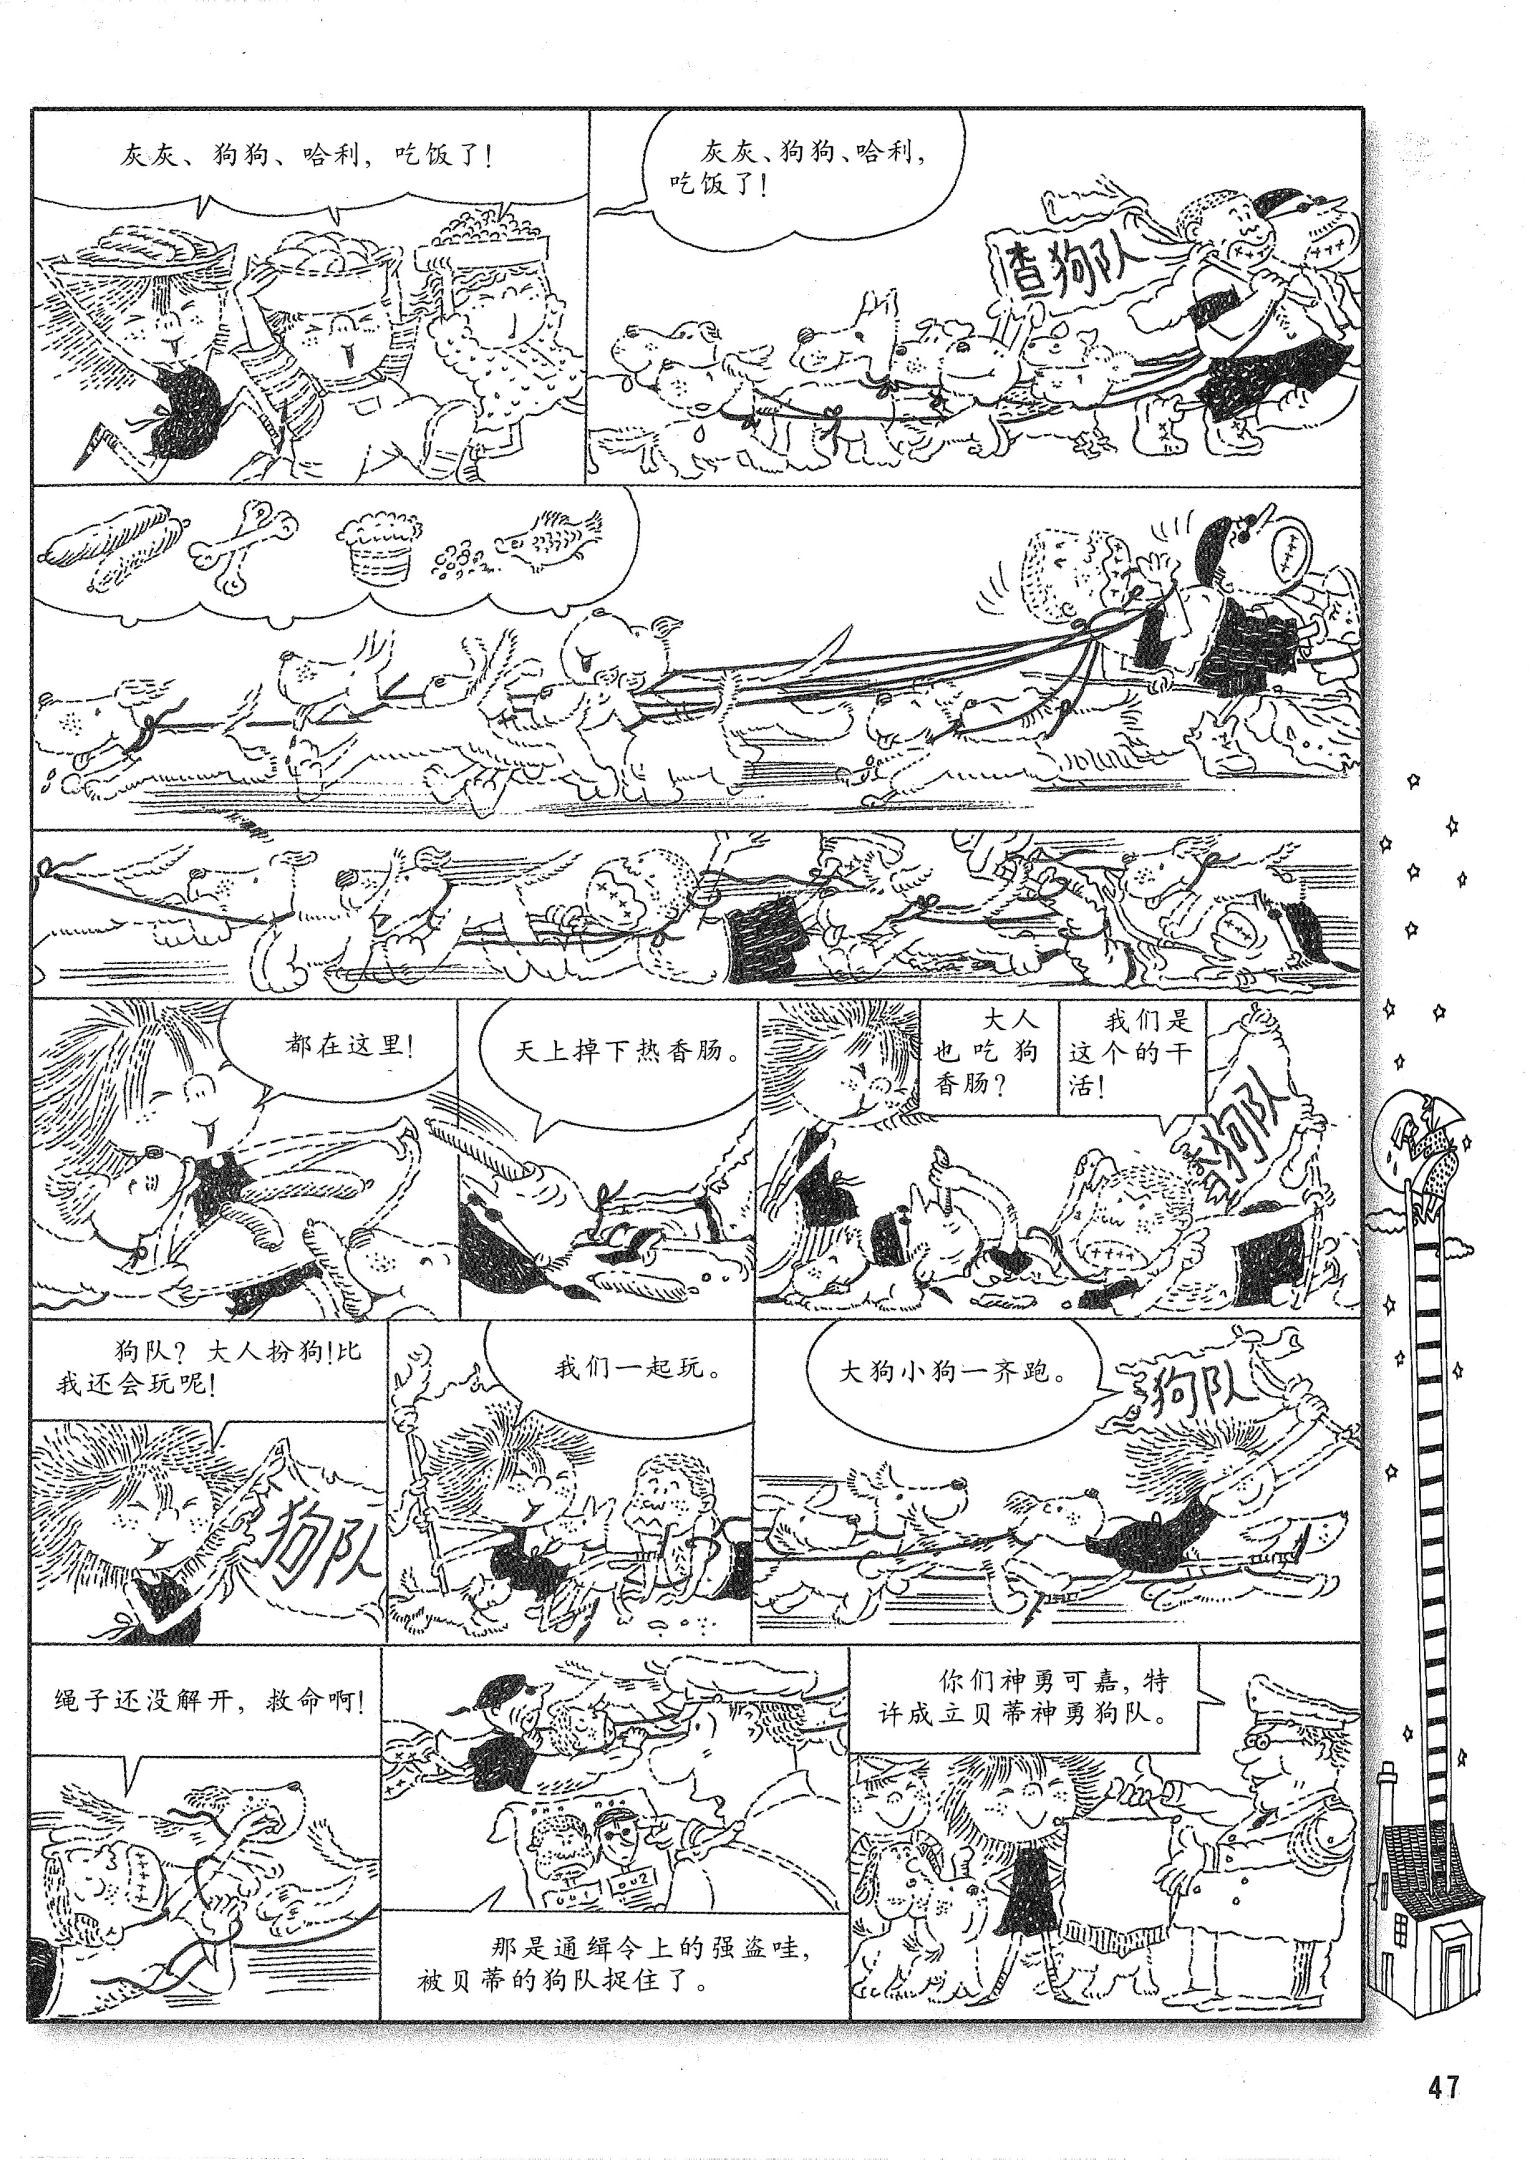 灰灰、狗狗、哈利，吃饭了！
灰灰、狗狗、哈利，
吃饭了！
查狗队
都在这里！
天上掉下热香肠。
大人
也吃狗
香肠？
我们是
这个的干
活！
查狗队
狗队？大人扮狗！比
我还会玩呢！
狗队
我们一起玩。
大狗小狗一齐跑。
狗队
绳子还没解开，救命啊！
001
002
那是通缉令上的强盗哇，
被贝蒂的狗队捉住了。
你们神勇可嘉，特
许成立贝蒂神勇狗队。
47